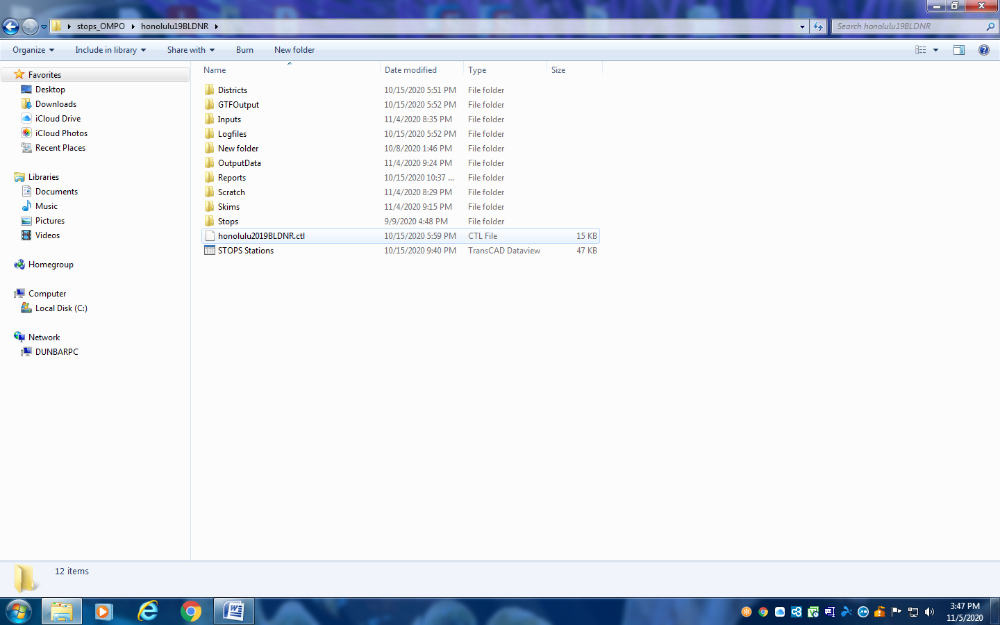 stops_OMPO honolulu19BLDNR
Search honolulu19BLDNR
Organize Include in library Share with Burn New folder
Name Date modified Type Size
Favorites
Desktop
Downloads
iCloud Drive
iCloud Photos
Recent Places
Libraries
Documents
Music
Pictures
Videos
Homegroup
Computer
Local Disk (C:)
Network
DUNBARPC
Districts 10/15/2020 5:51 PM File folder
GTFOutput 10/15/2020 5:52 PM File folder
Inputs 11/4/2020 8:35 PM File folder
Logfiles 10/15/2020 5:52 PM File folder
New folder 10/8/2020 1:46 PM File folder
OutputData 11/4/2020 9:24 PM File folder
Reports 10/15/2020 10:37 ... File folder
Scratch 11/4/2020 8:29 PM File folder
Skims 11/4/2020 9:15 PM File folder
Stops 9/9/2020 4:48 PM File folder
honolulu2019BLDNR.ctl 10/15/2020 5:59 PM CTL File 15 KB
STOPS Stations 10/15/2020 9:40 PM TransCAD Dataview 47 KB
12 items
3:47 PM
11/5/2020